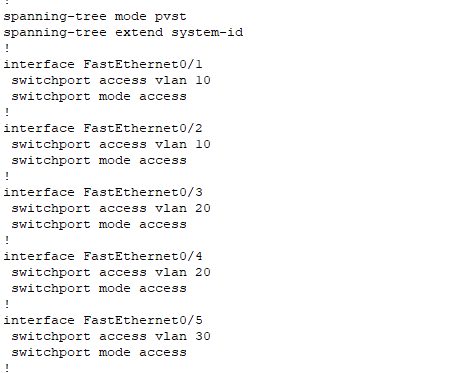 !
spanning-tree mode pvst
spanning-tree extend system-id
!
interface FastEthernet0/1
 switchport access vlan 10
 switchport mode access
!
interface FastEthernet0/2
 switchport access vlan 10
 switchport mode access
!
interface FastEthernet0/3
 switchport access vlan 20
 switchport mode access
!
interface FastEthernet0/4
 switchport access vlan 20
 switchport mode access
!
interface FastEthernet0/5
 switchport access vlan 30
 switchport mode access
!